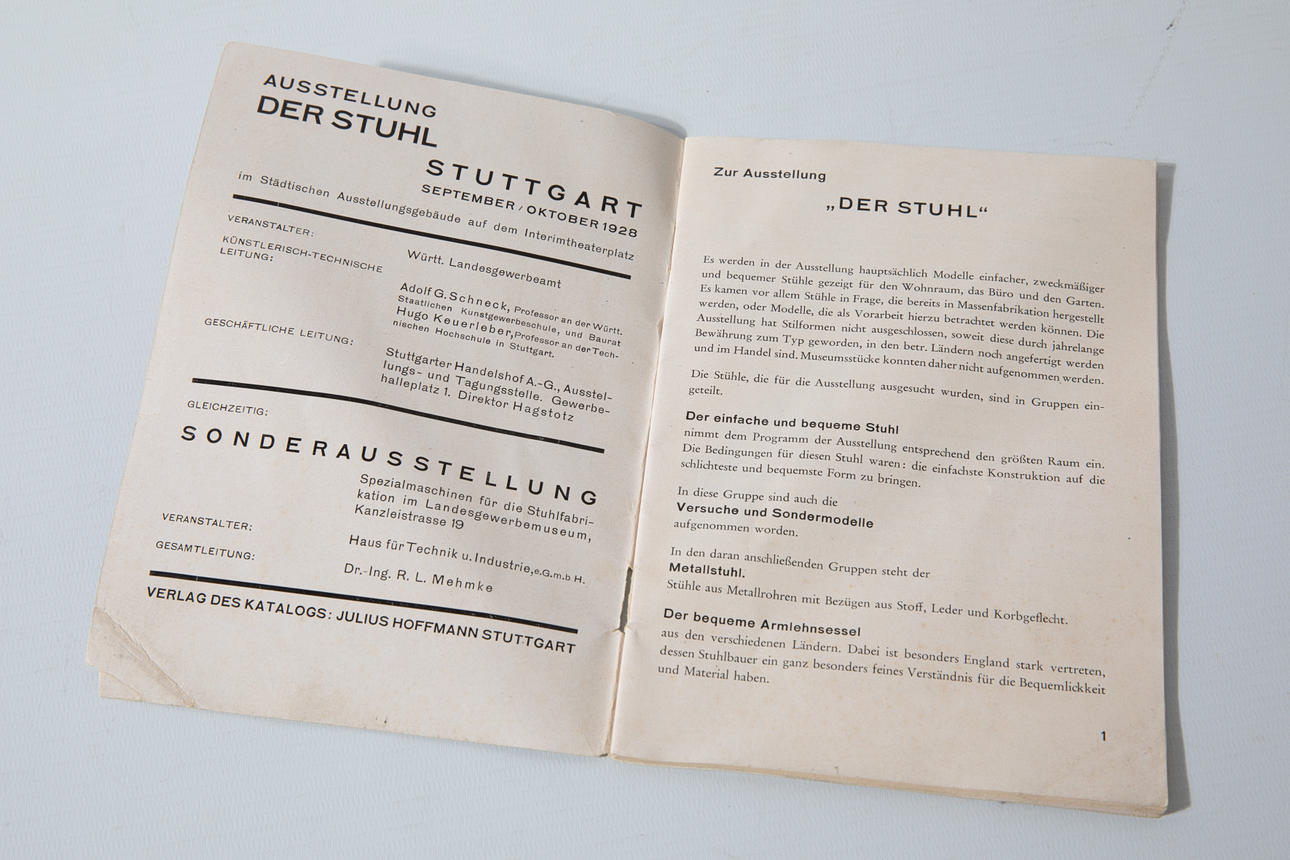 AUSSTELLUNG
DER STUHL
STUTTGART
SEPTEMBER / OKTOBER 1928
im Städtischen Ausstellungsgebäude auf dem Interimtheaterplatz
VERANSTALTER:
Württ. Landesgewerbeamt
KÜNSTLERISCH-TECHNISCHE
LEITUNG:
Adolf G. Schneck, Professor an der Württ.
Staatlichen Kunstgewerbeschule, und Baurat
Hugo Keuerleber, Professor an der Tech-
nischen Hochschule in Stuttgart.
GESCHÄFTLICHE LEITUNG:
Stuttgarter Handelshof A.-G., Ausstel-
lungs- und Tagungsstelle. Gewerbe-
halleplatz 1. Direktor Hagstotz
GLEICHZEITIG:
SONDERAUSSTELLUNG
Spezialmaschinen für die Stuhlfabri-
kation im Landesgewerbemuseum,
Kanzleistrasse 19
VERANSTALTER:
Haus für Technik u. Industrie, e.G.m.b H.
GESAMTLEITUNG:
Dr.-Ing. R. L. Mehmke
VERLAG DES KATALOGS: JULIUS HOFFMANN STUTTGART
Zur Ausstellung
„DER STUHL“
Es werden in der Ausstellung hauptsächlich Modelle einfacher, zweckmäßiger
und bequemer Stühle gezeigt für den Wohnraum, das Büro und den Garten.
Es kamen vor allem Stühle in Frage, die bereits in Massenfabrikation hergestellt
werden, oder Modelle, die als Vorarbeit hierzu betrachtet werden können. Die
Ausstellung hat Stilformen nicht ausgeschlossen, soweit diese durch jahrelange
Bewährung zum Typ geworden, in den betr. Ländern noch angefertigt werden
und im Handel sind. Museumsstücke konnten daher nicht aufgenommen werden.
Die Stühle, die für die Ausstellung ausgesucht wurden, sind in Gruppen ein-
geteilt.
Der einfache und bequeme Stuhl
nimmt dem Programm der Ausstellung entsprechend den größten Raum ein.
Die Bedingungen für diesen Stuhl waren: die einfachste Konstruktion auf die
schlichteste und bequemste Form zu bringen.
In diese Gruppe sind auch die
Versuche und Sondermodelle
aufgenommen worden.
In den daran anschließenden Gruppen steht der
Metallstuhl.
Stühle aus Metallrohren mit Bezügen aus Stoff, Leder und Korbgeflecht.
Der bequeme Armlehnsessel
aus den verschiedenen Ländern. Dabei ist besonders England stark vertreten,
dessen Stuhlbauer ein ganz besonders feines Verständnis für die Bequemlickkeit
und Material haben.
1